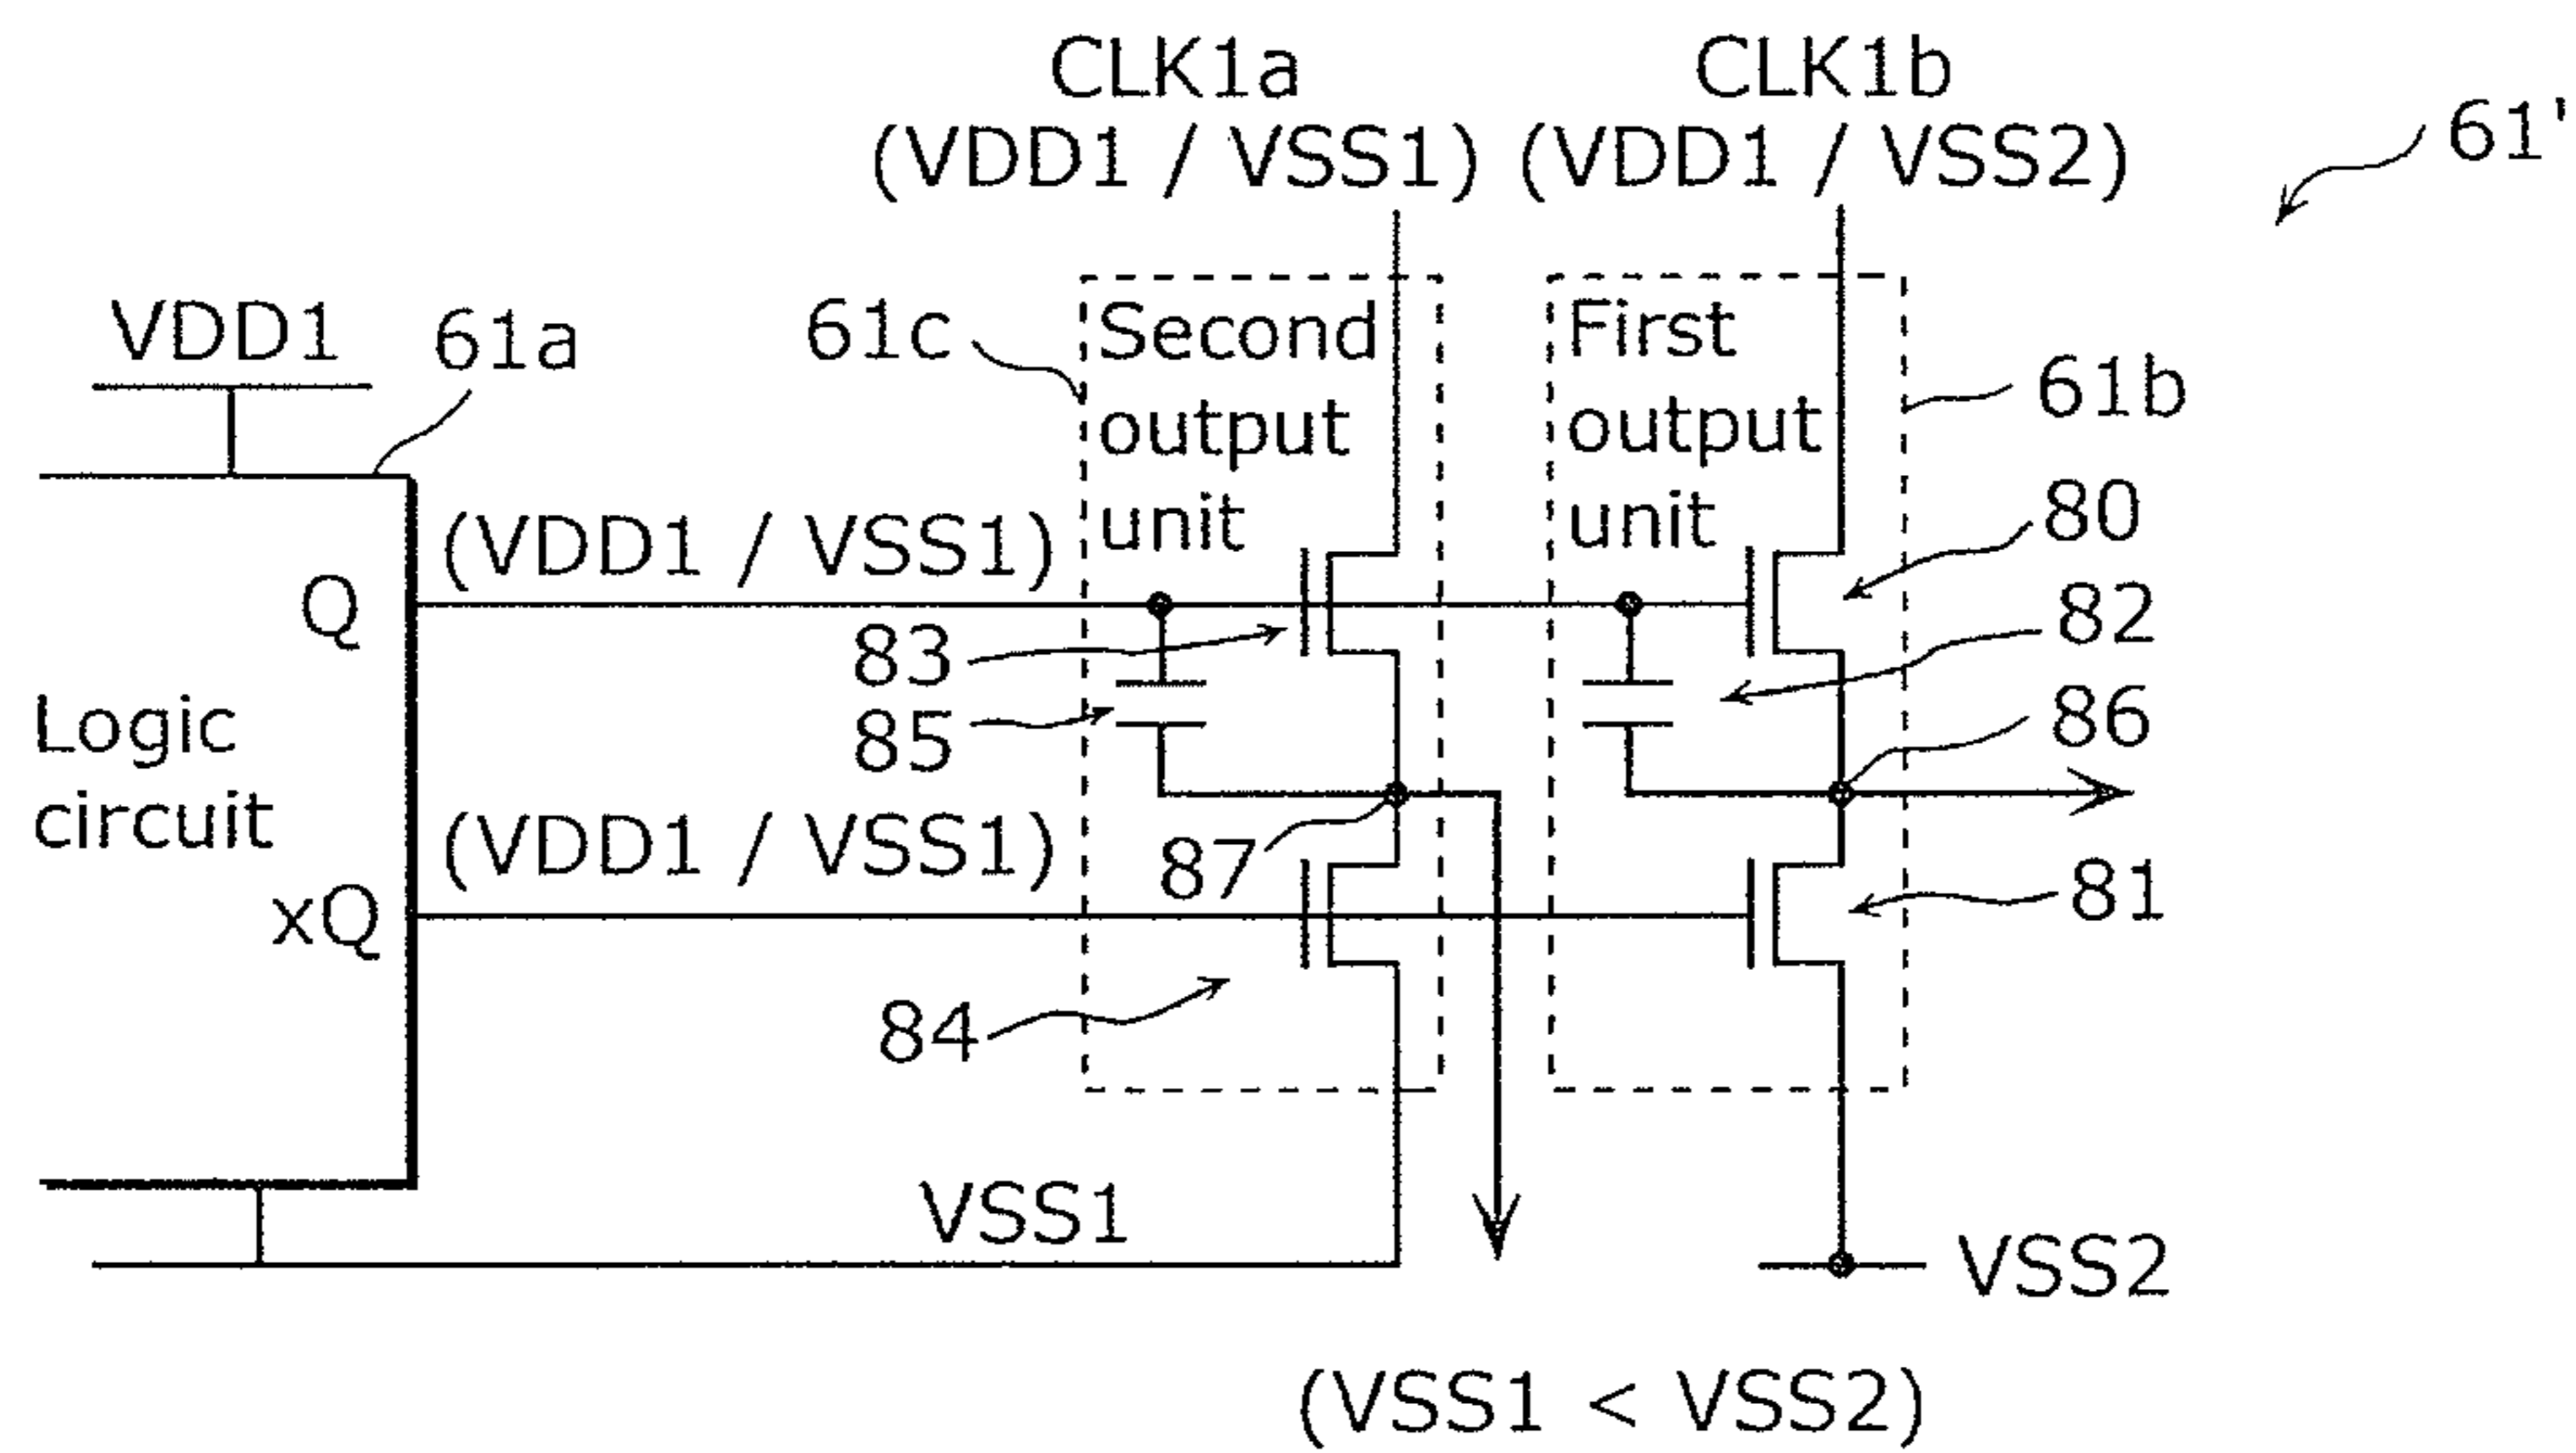 CLK1a
(VDD1 / VSS1)
CLK1b
(VDD1 / VSS2)
61'
VDD1
61a
61c
Second
output
unit
First
output
unit
61b
80
(VDD1 / VSS1)
Q
83
82
85
86
Logic
circuit
(VDD1 / VSS1)
87
81
xQ
84
VSS1
VSS2
(VSS1 < VSS2)